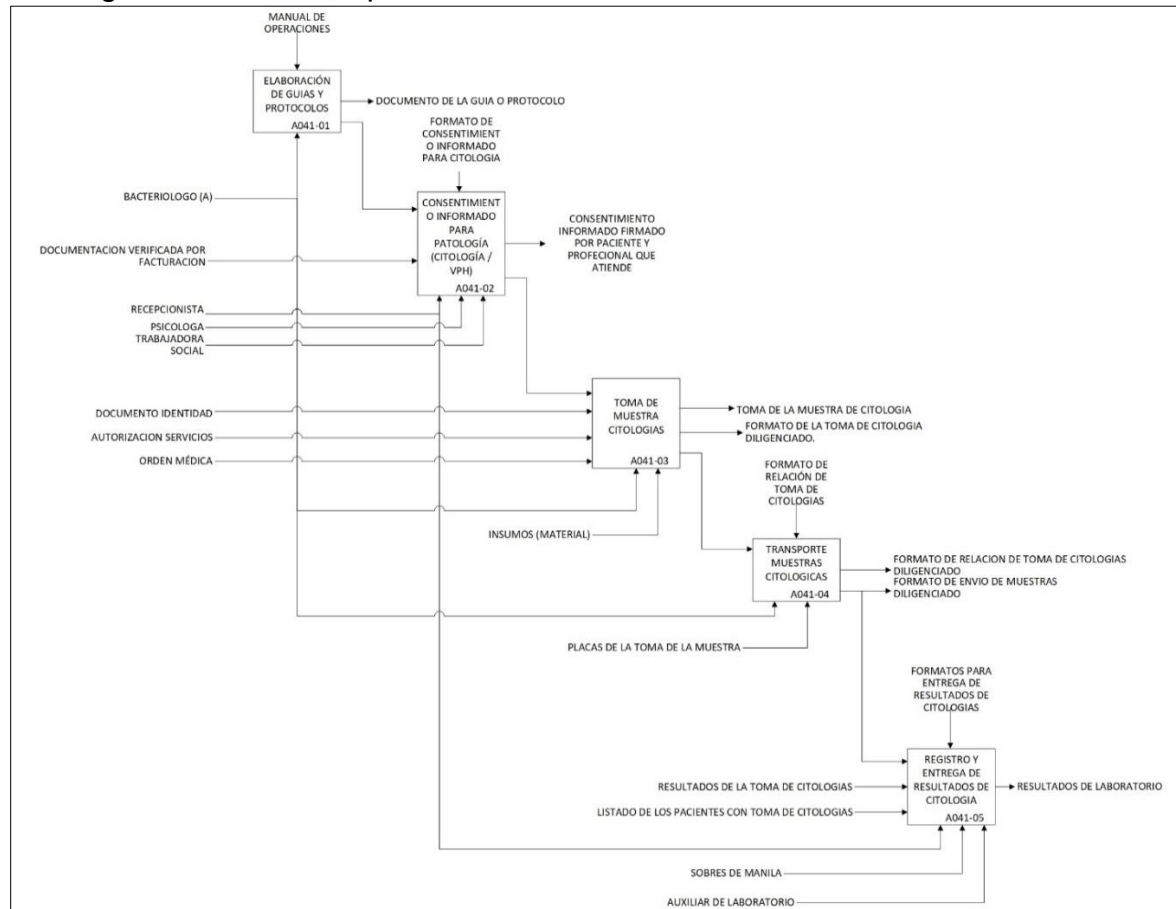 MANUAL DE
OPERACIONES
ELABORACIÓN
DE GUIAS Y
PROTOCOLOS
A041-01
DOCUMENTO DE LA GUIA O PROTOCOLO
FORMATO DE
CONSENTIMIENT
O INFORMADO
PARA CITOLOGIA
BACTERIOLOGO (A)
CONSENTIMIENT
O INFORMADO
PARA
PATOLOGÍA
(CITOLOGÍA /
VPH)
A041-02
CONSENTIMIENTO
INFORMADO FIRMADO
POR PACIENTE Y
PROFECIONAL QUE
ATIENDE
DOCUMENTACION VERIFICADA POR
FACTURACION
RECEPCIONISTA
PSICOLOGA
TRABAJADORA
SOCIAL
TOMA DE
MUESTRA
CITOLOGIAS
A041-03
DOCUMENTO IDENTIDAD
AUTORIZACION SERVICIOS
ORDEN MÉDICA
TOMA DE LA MUESTRA DE CITOLOGIA
FORMATO DE LA TOMA DE CITOLOGIA
DILIGENCIADO.
INSUMOS (MATERIAL)
FORMATO DE
RELACIÓN DE
TOMA DE
CITOLOGIAS
TRANSPORTE
MUESTRAS
CITOLOGICAS
A041-04
FORMATO DE RELACION DE TOMA DE CITOLOGIAS
DILIGENCIADO
FORMATO DE ENVIO DE MUESTRAS
DILIGENCIADO
PLACAS DE LA TOMA DE LA MUESTRA
FORMATOS PARA
ENTREGA DE
RESULTADOS DE
CITOLOGIAS
REGISTRO Y
ENTREGA DE
RESULTADOS DE
CITOLOGIA
A041-05
RESULTADOS DE LA TOMA DE CITOLOGIAS
LISTADO DE LOS PACIENTES CON TOMA DE CITOLOGIAS
RESULTADOS DE LABORATORIO
SOBRES DE MANILA
AUXILIAR DE LABORATORIO